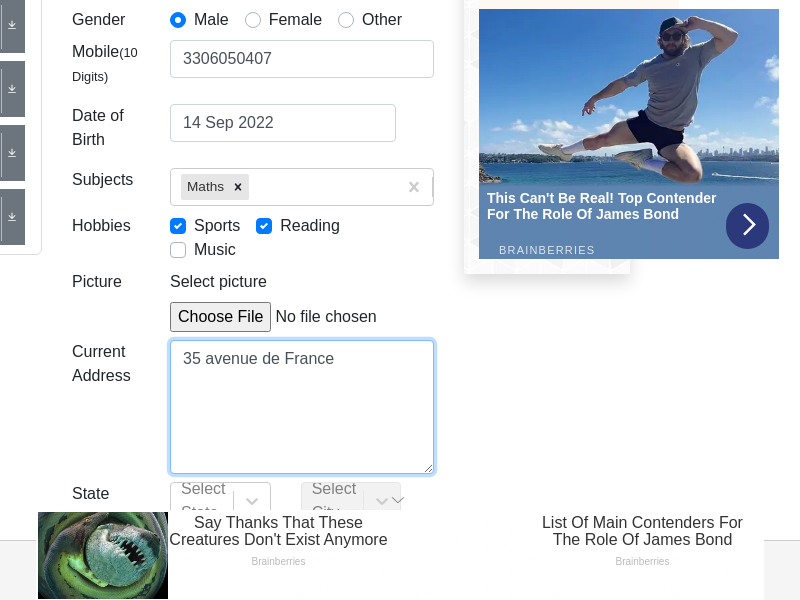 Gender
Male Female Other
Mobile(10 Digits)
3306050407
Date of Birth
14 Sep 2022
Subjects
Maths
Hobbies
Sports Reading
Music
Picture
Select picture
Choose File No file chosen
Current Address
35 avenue de France
State
Select State
Select City
This Can't Be Real! Top Contender
For The Role Of James Bond
BRAINBERRIES
Say Thanks That These
Creatures Don't Exist Anymore
Brainberries
List Of Main Contenders For
The Role Of James Bond
Brainberries